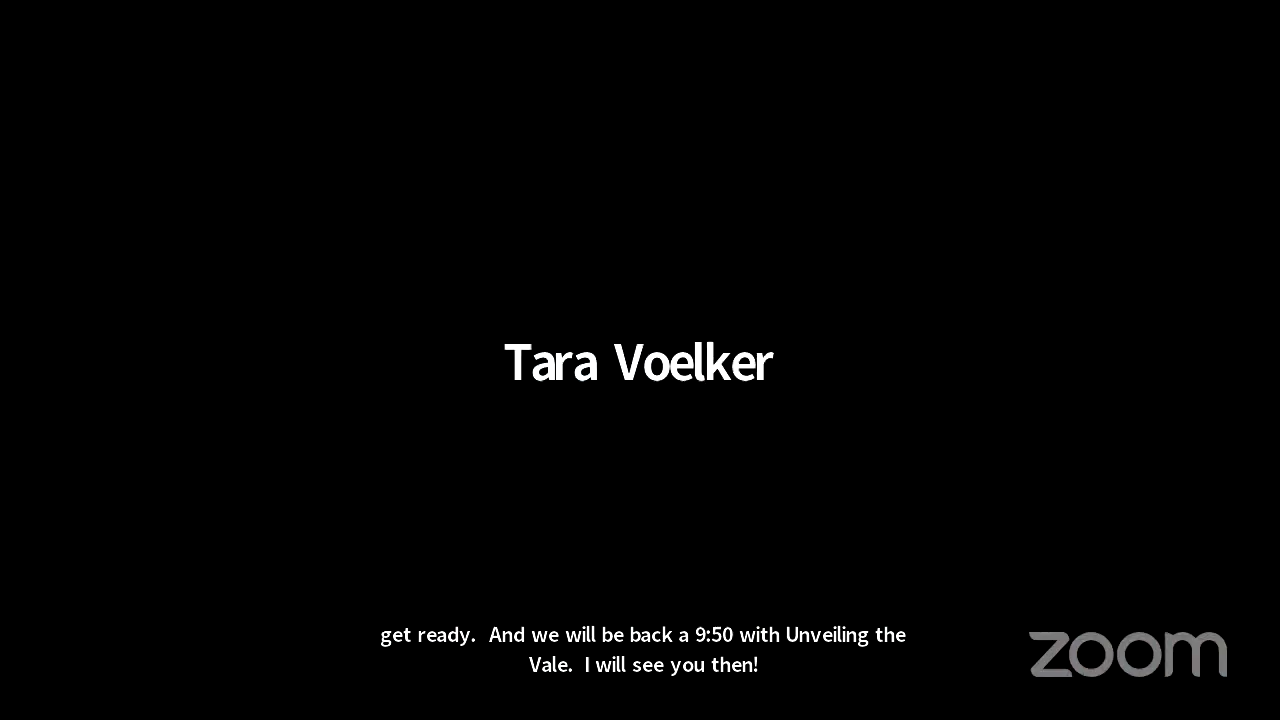 Tara Voelker
get ready.  And we will be back a 9:50 with Unveiling the
Vale.  I will see you then!
zoom